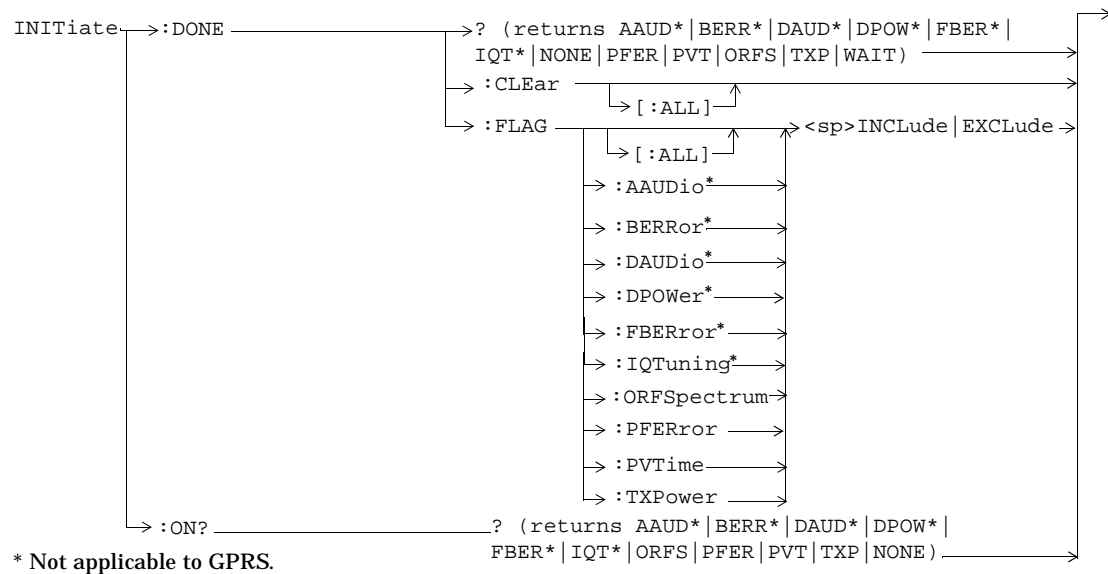 INITiate :DONE ? (returns AAUD*|BERR*|DAUD*|DPOW*|FBER*|
IQT*|NONE|PFER|PVT|ORFS|TXP|WAIT)
:CLEar
[:ALL]
:FLAG <sp>INCLude|EXCLude
[:ALL]
:AAUDio*
:BERRor*
:DAUDio*
:DPOWer*
:FBERror*
:IQTuning*
:ORFSpectrum
:PFERror
:PVTime
:TXPower
:ON? ? (returns AAUD*|BERR*|DAUD*|DPOW*|
FBER*|IQT*|ORFS|PFER|PVT|TXP|NONE)
* Not applicable to GPRS.